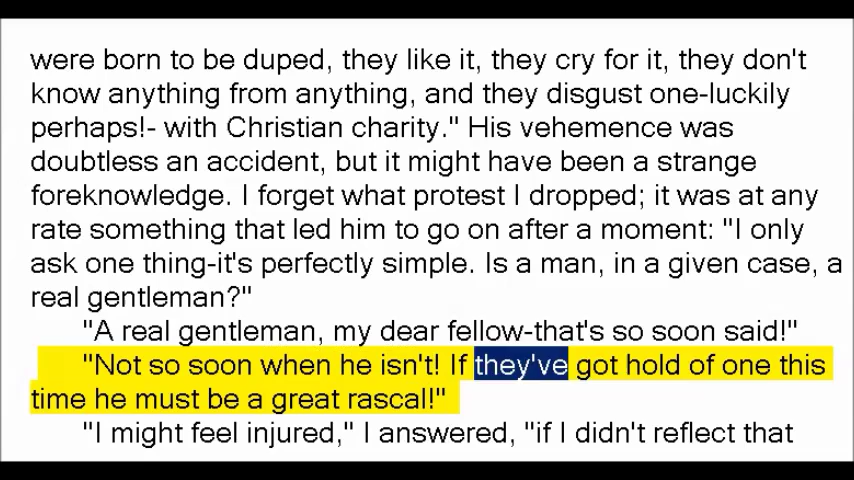 were born to be duped, they like it, they cry for it, they don't
know anything from anything, and they disgust one-luckily
perhaps!- with Christian charity." His vehemence was
doubtless an accident, but it might have been a strange
foreknowledge. I forget what protest I dropped; it was at any
rate something that led him to go on after a moment: "I only
ask one thing-it's perfectly simple. Is a man, in a given case, a
real gentleman?"
"A real gentleman, my dear fellow-that's so soon said!"
"Not so soon when he isn't! If they've got hold of one this
time he must be a great rascal!"
"I might feel injured," I answered, "if I didn't reflect that